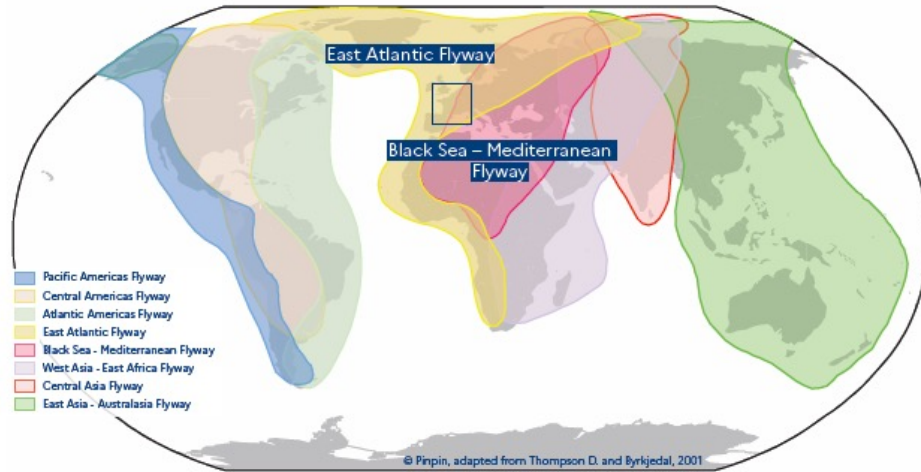 East Atlantic Flyway
Black Sea – Mediterranean
Flyway
Pacific Americas Flyway
Central Americas Flyway
Atlantic Americas Flyway
East Atlantic Flyway
Black Sea - Mediterranean Flyway
West Asia - East Africa Flyway
Central Asia Flyway
East Asia - Australasia Flyway
© Pinpin, adapted from Thompson D. and Byrkjedal, 2001